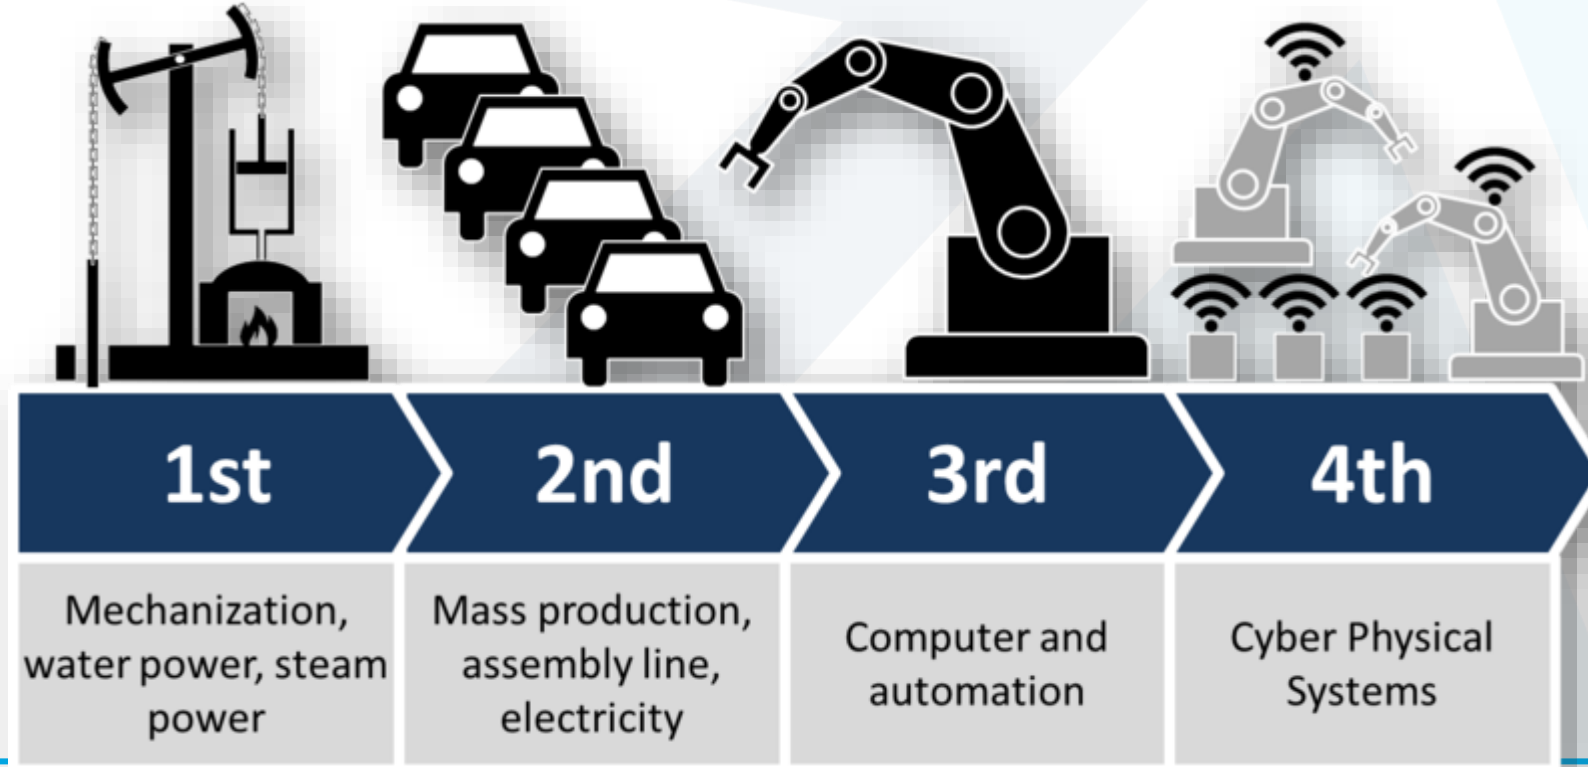 1st
2nd
3rd
4th
Mechanization,
water power, steam
power
Mass production,
assembly line,
electricity
Computer and
automation
Cyber Physical
Systems